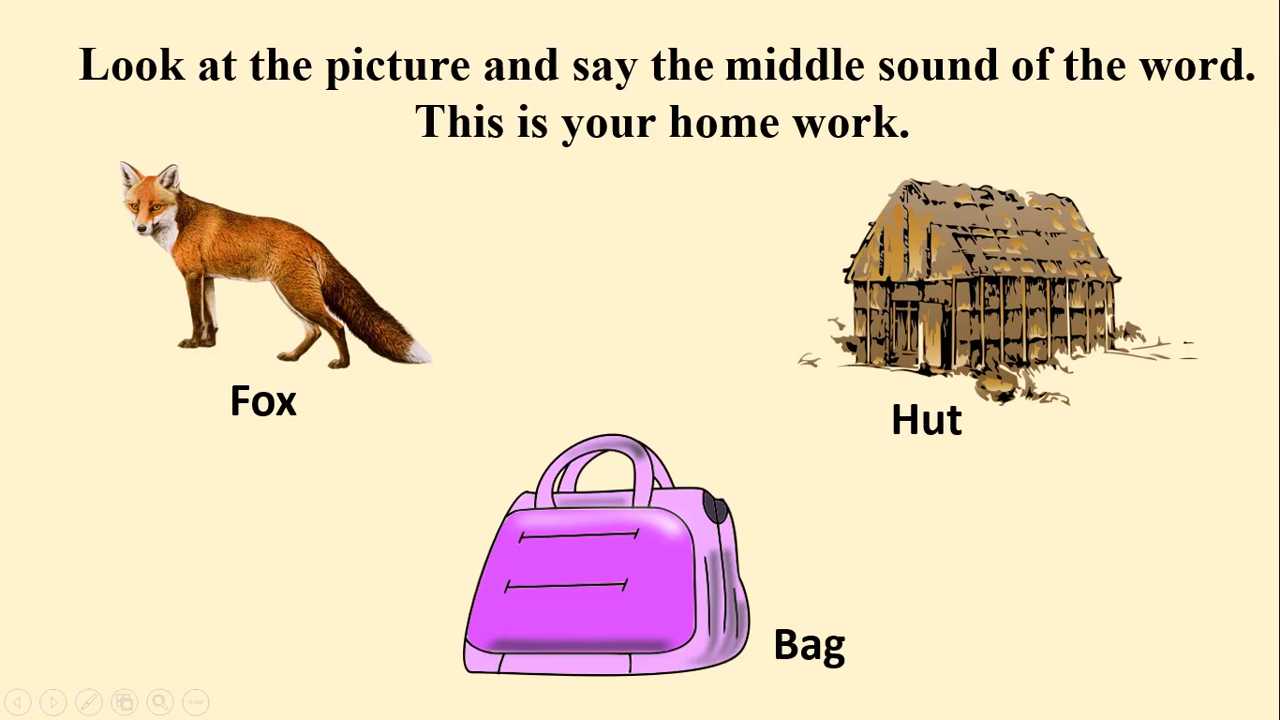 Look at the picture and say the middle sound of the word.
This is your home work.
Fox
Hut
Bag